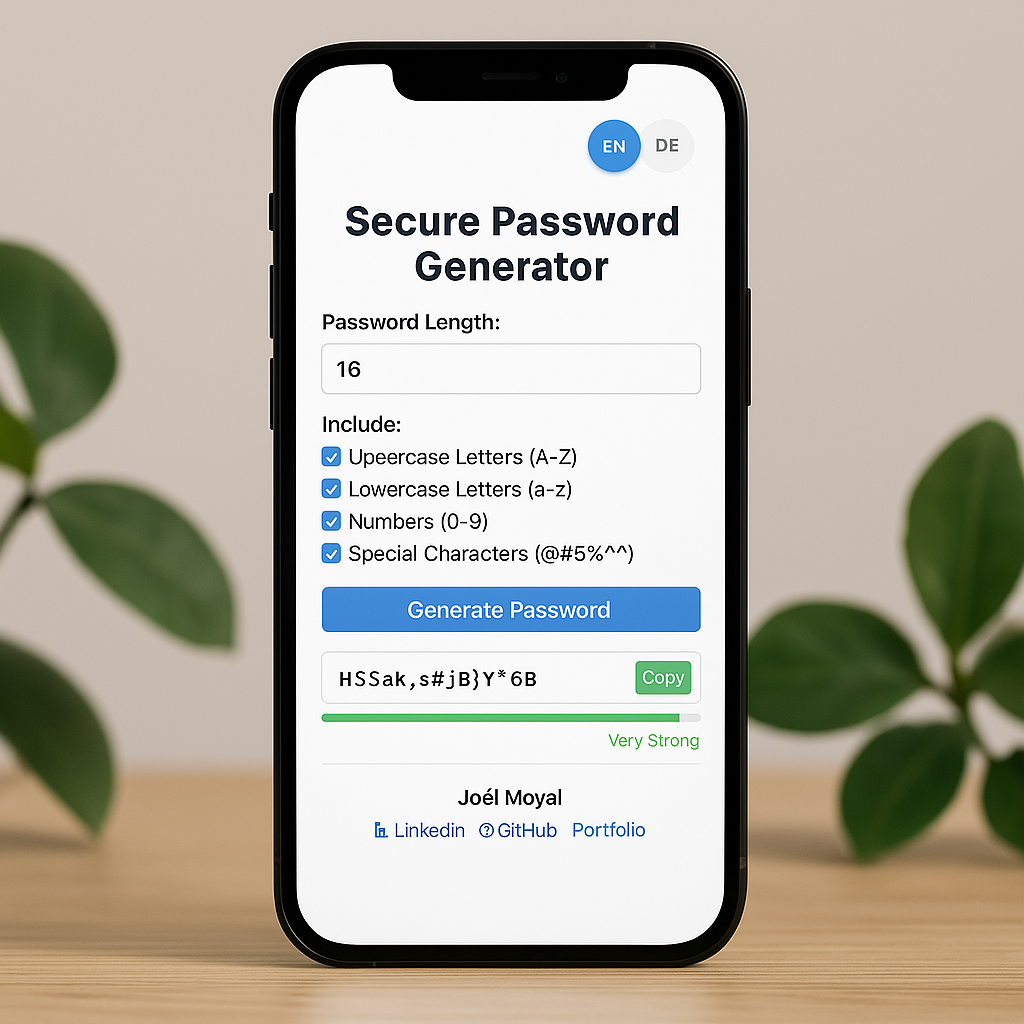 EN DE
Secure Password
Generator
Password Length:
16
Include:
Upeercase Letters (A-Z)
Lowercase Letters (a-z)
Numbers (0-9)
Special Characters (@#5%^^)
Generate Password
HSSak,s#jB}Y*6B Copy
Very Strong
Joél Moyal
Linkedin GitHub Portfolio